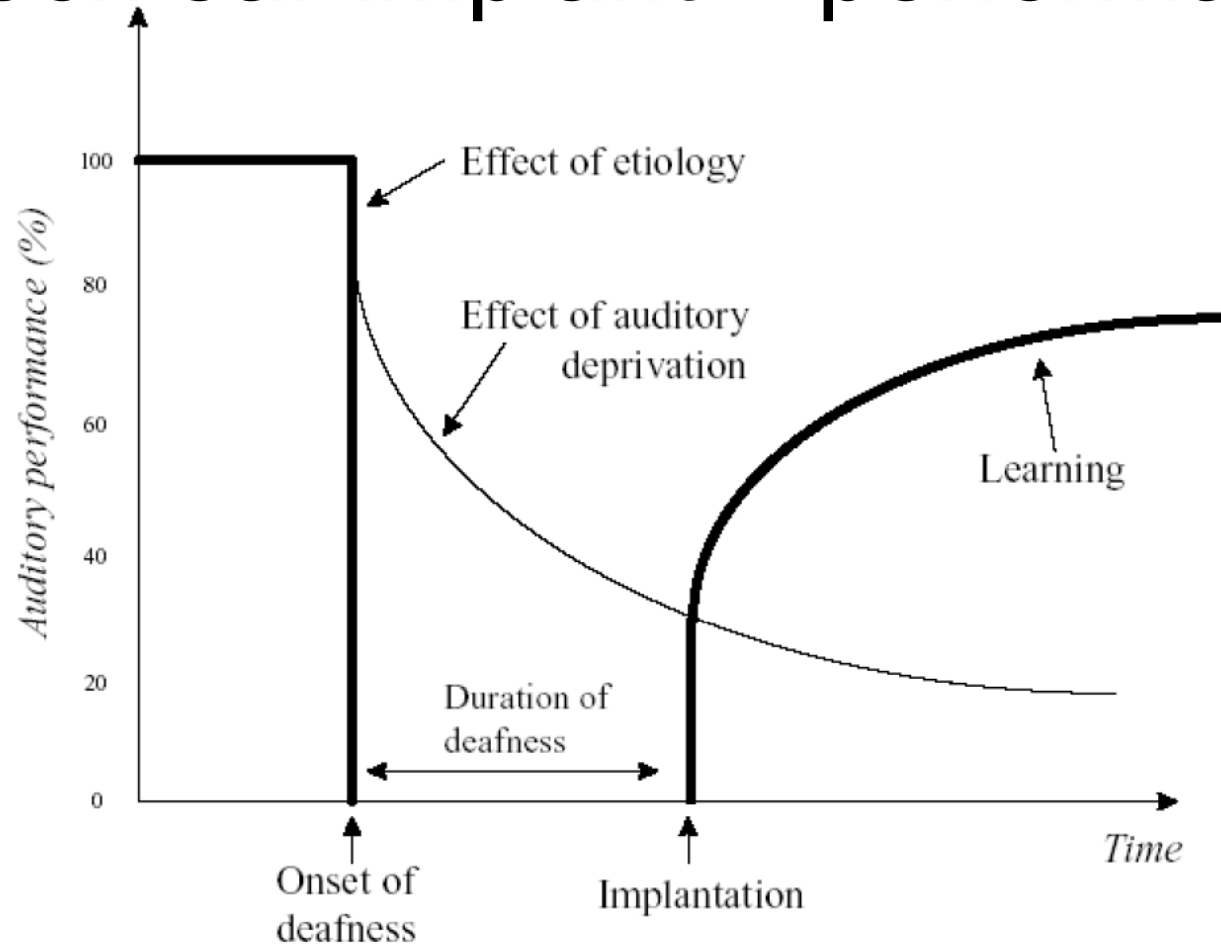 100
Effect of etiology
80
Effect of auditory
deprivation
60
Learning
40
20
Duration of
deafness
0
Auditory performance (%)
Time
Onset of
deafness
Implantation